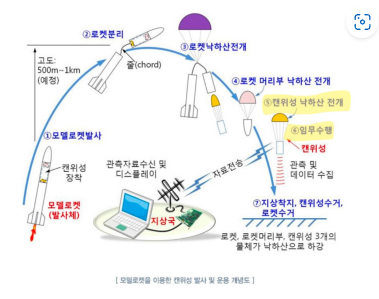 ②로켓분리
고도:
500m~1km
(예정)
줄(chord)
③로켓낙하산전개
④로켓 머리부 낙하산 전개
⑤캔위성 낙하산 전개
⑥임무수행
캔위성
①모델로켓발사
캔위성
장착
모델로켓
(발사체)
관측자료수신 및
디스플레이
자료전송
지상국
관측 및
데이터 수집
⑦지상착지, 캔위성수거,
로켓수거
로켓, 로켓머리부, 캔위성 3개의
물체가 낙하산으로 하강
[ 모델로켓을 이용한 캔위성 발사 및 운용 개념도 ]